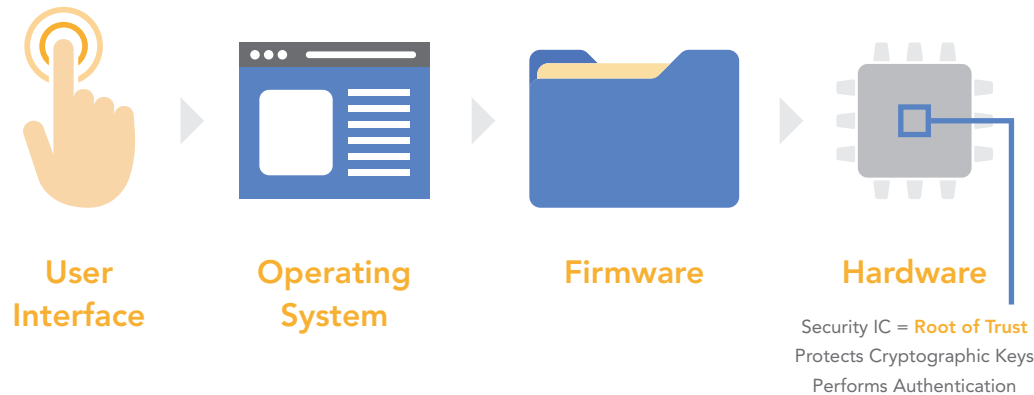 User
Interface
Operating
System
Firmware
Hardware
Security IC = Root of Trust
Protects Cryptographic Keys
Performs Authentication